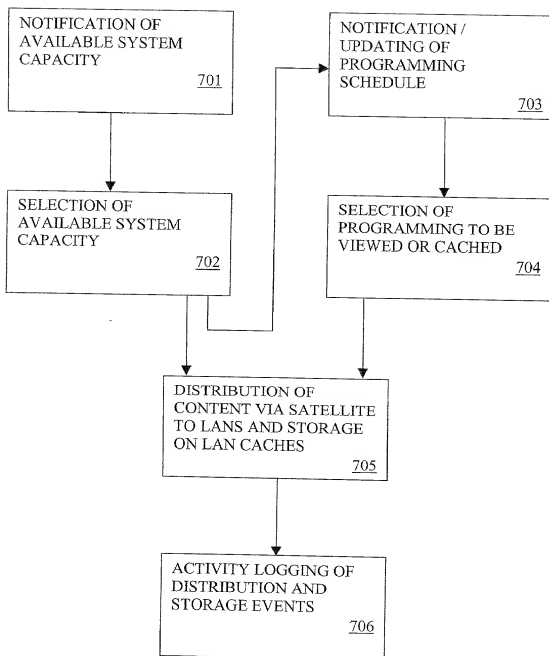 NOTIFICATION OF
AVAILABLE SYSTEM
CAPACITY
701
NOTIFICATION /
UPDATING OF
PROGRAMMING
SCHEDULE
703
SELECTION OF
AVAILABLE SYSTEM
CAPACITY
702
SELECTION OF
PROGRAMMING TO BE
VIEWED OR CACHED
704
DISTRIBUTION OF
CONTENT VIA SATELLITE
TO LANS AND STORAGE
ON LAN CACHES
705
ACTIVITY LOGGING OF
DISTRIBUTION AND
STORAGE EVENTS
706